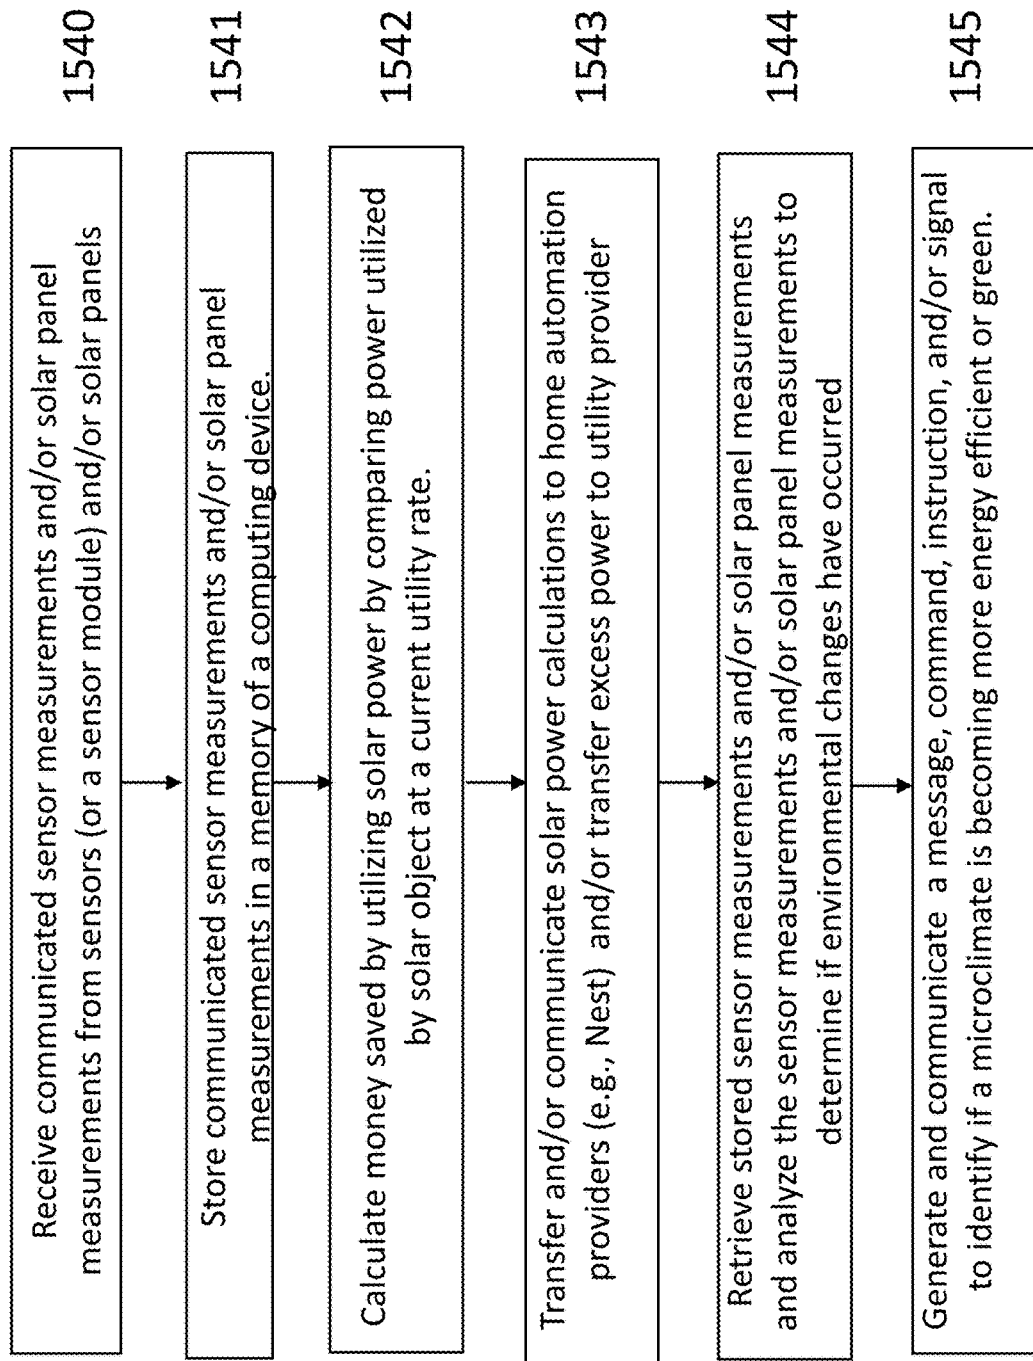 Receive communicated sensor measurements and/or solar panel
measurements from sensors (or a sensor module) and/or solar panels
1540
Store communicated sensor measurements and/or solar panel
measurements in a memory of a computing device.
1541
Calculate money saved by utilizing solar power by comparing power utilized
by solar object at a current utility rate.
1542
Transfer and/or communicate solar power calculations to home automation
providers (e.g., Nest) and/or transfer excess power to utility provider
1543
Retrieve stored sensor measurements and/or solar panel measurements
and analyze the sensor measurements and/or solar panel measurements to
determine if environmental changes have occurred
1544
Generate and communicate a message, command, instruction, and/or signal
to identify if a microclimate is becoming more energy efficient or green.
1545